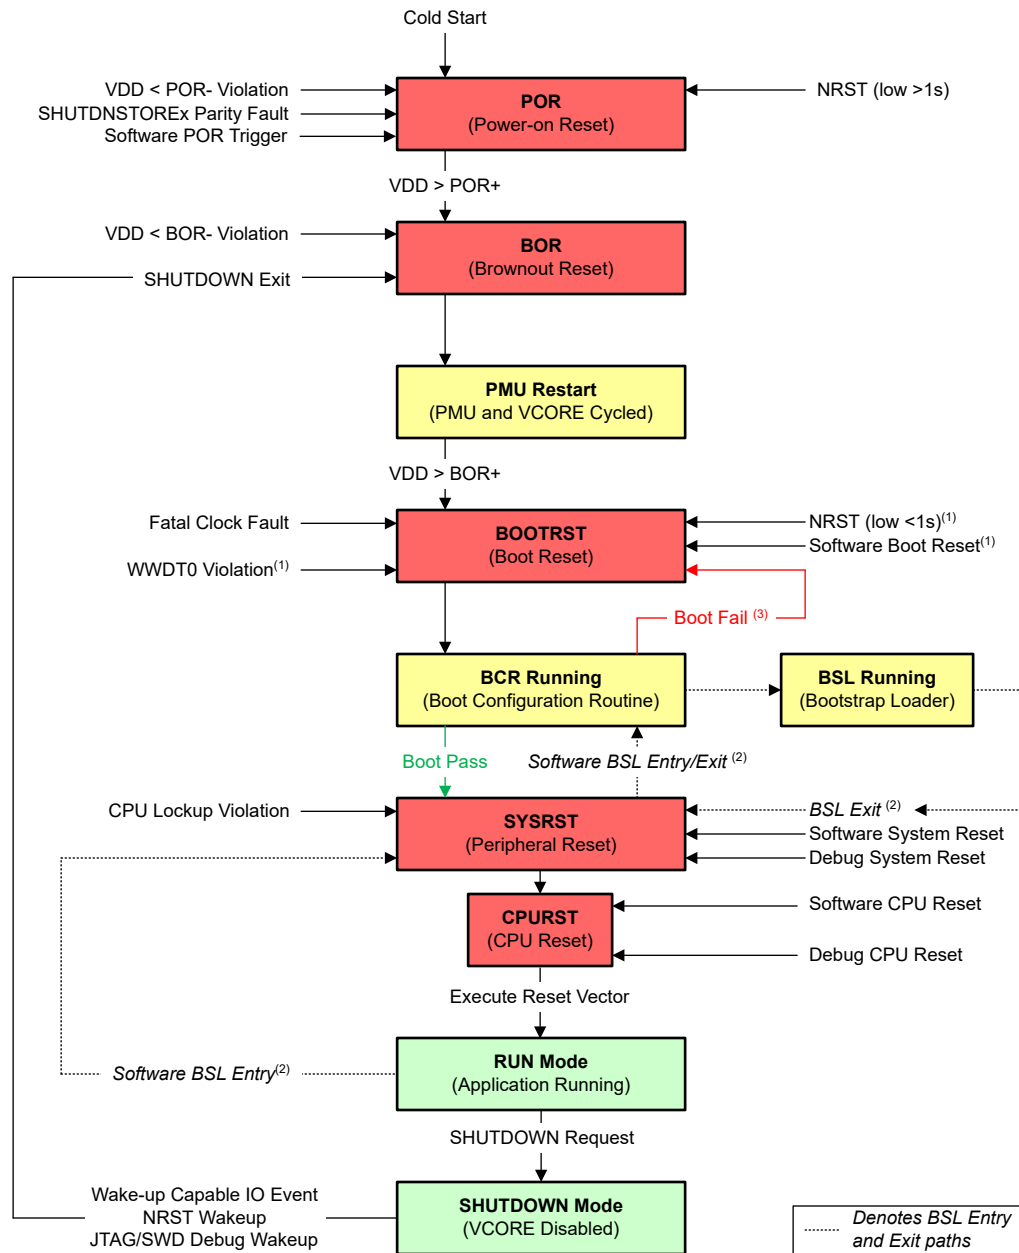 Cold Start
VDD < POR- Violation
SHUTDNSTOREx Parity Fault
Software POR Trigger
POR
(Power-on Reset)
NRST (low >1s)
VDD > POR+
VDD < BOR- Violation
SHUTDOWN Exit
BOR
(Brownout Reset)
PMU Restart
(PMU and VCORE Cycled)
VDD > BOR+
Fatal Clock Fault
WWDT0 Violation(1)
BOOTRST
(Boot Reset)
NRST (low <1s)(1)
Software Boot Reset(1)
Boot Fail (3)
BCR Running
(Boot Configuration Routine)
BSL Running
(Bootstrap Loader)
Boot Pass
Software BSL Entry/Exit (2)
CPU Lockup Violation
SYSRST
(Peripheral Reset)
BSL Exit (2)
Software System Reset
Debug System Reset
CPURST
(CPU Reset)
Software CPU Reset
Debug CPU Reset
Execute Reset Vector
RUN Mode
(Application Running)
Software BSL Entry(2)
SHUTDOWN Request
Wake-up Capable IO Event
NRST Wakeup
JTAG/SWD Debug Wakeup
SHUTDOWN Mode
(VCORE Disabled)
Denotes BSL Entry
and Exit paths